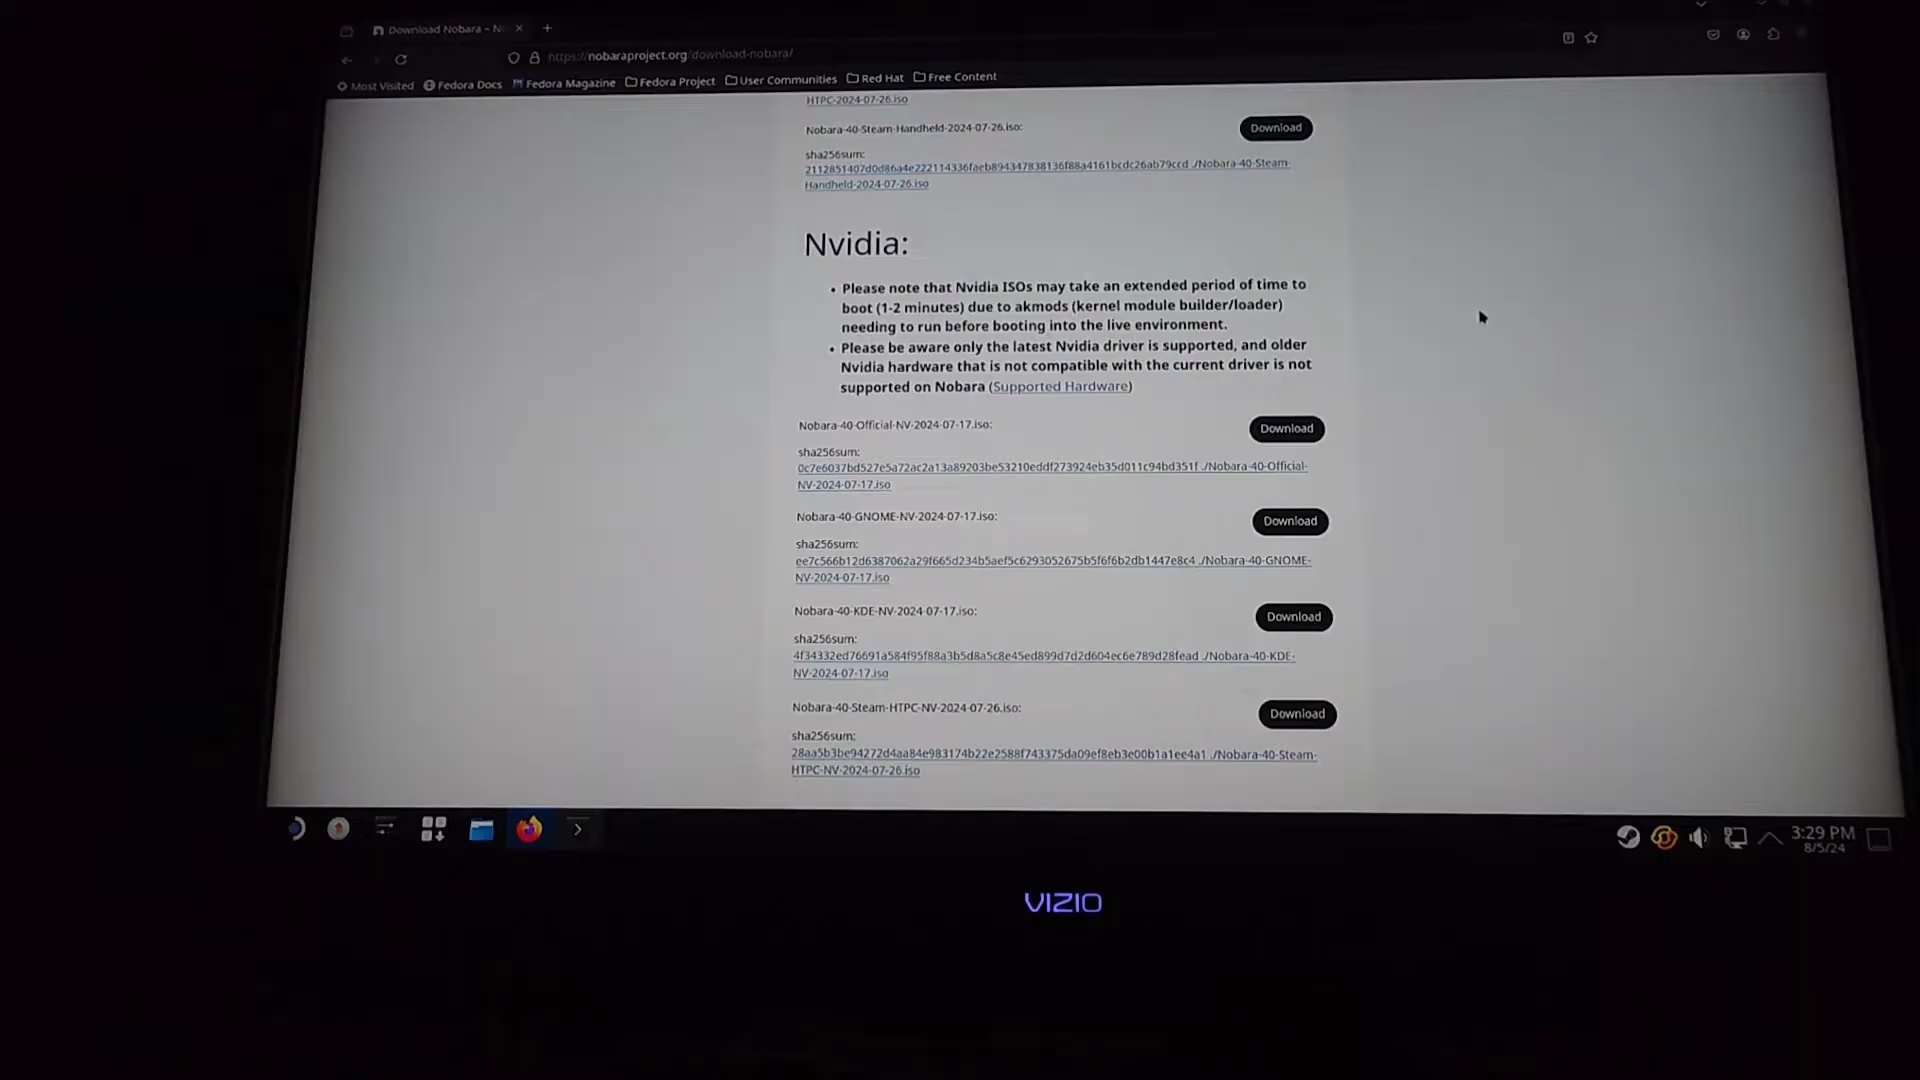 Download Nobara – N
https://nobaraproject.org/download-nobara/
Most Visited Fedora Docs Fedora Magazine Fedora Project User Communities Red Hat Free Content
HTPC-2024-07-26.iso
Nobara-40-Steam-Handheld-2024-07-26.iso:
Download
sha256sum:
2112851407d0d86a4e222114336faeb894347838136f88a4161bcdc26ab79ccd ./Nobara-40-Steam-
Handheld-2024-07-26.iso
Nvidia:
• Please note that Nvidia ISOs may take an extended period of time to
boot (1-2 minutes) due to akmods (kernel module builder/loader)
needing to run before booting into the live environment.
• Please be aware only the latest Nvidia driver is supported, and older
Nvidia hardware that is not compatible with the current driver is not
supported on Nobara (Supported Hardware)
Nobara-40-Official-NV-2024-07-17.iso:
Download
sha256sum:
0c7e6037bd527e5a72ac2a13a89203be53210eddf273924eb35d011c94bd351f ./Nobara-40-Official-
NV-2024-07-17.iso
Nobara-40-GNOME-NV-2024-07-17.iso:
Download
sha256sum:
ee7c566b12d6387062a29f665d234b5aef5c6293052675b5f6f6b2db1447e8c4 ./Nobara-40-GNOME-
NV-2024-07-17.iso
Nobara-40-KDE-NV-2024-07-17.iso:
Download
sha256sum:
4f34332ed76691a584f95f88a3b5d8a5c8e45ed899d7d2d604ec6e789d28fead ./Nobara-40-KDE-
NV-2024-07-17.iso
Nobara-40-Steam-HTPC-NV-2024-07-26.iso:
Download
sha256sum:
28aa5b3be94272d4aa84e983174b22e2588f743375da09ef8eb3e00b1a1ee4a1 ./Nobara-40-Steam-
HTPC-NV-2024-07-26.iso
3:29 PM
8/5/24
VIZIO